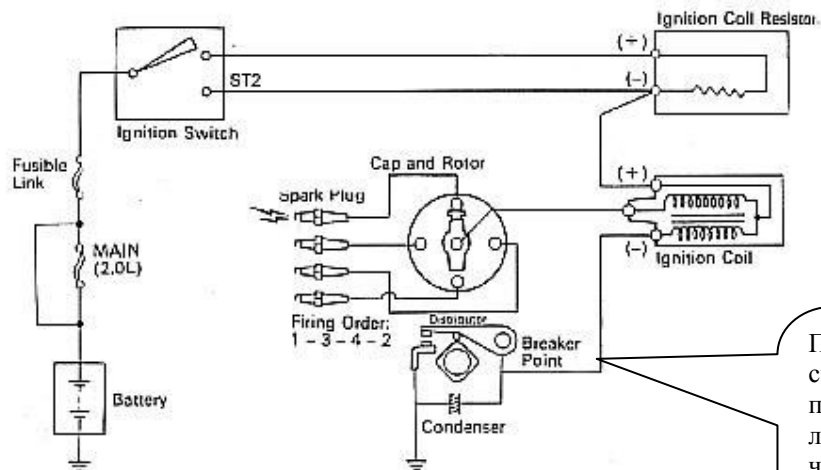 Ignition Coil Resistor
(+)
(-)
ST2
Ignition Switch
Fusible
Link
Cap and Rotor
Spark Plug
(+)
MAIN
(2.0L)
(-)
Ignition Coil
Firing Order:
1 - 3 - 4 - 2
Distributor
Breaker
Point
Battery
Condenser